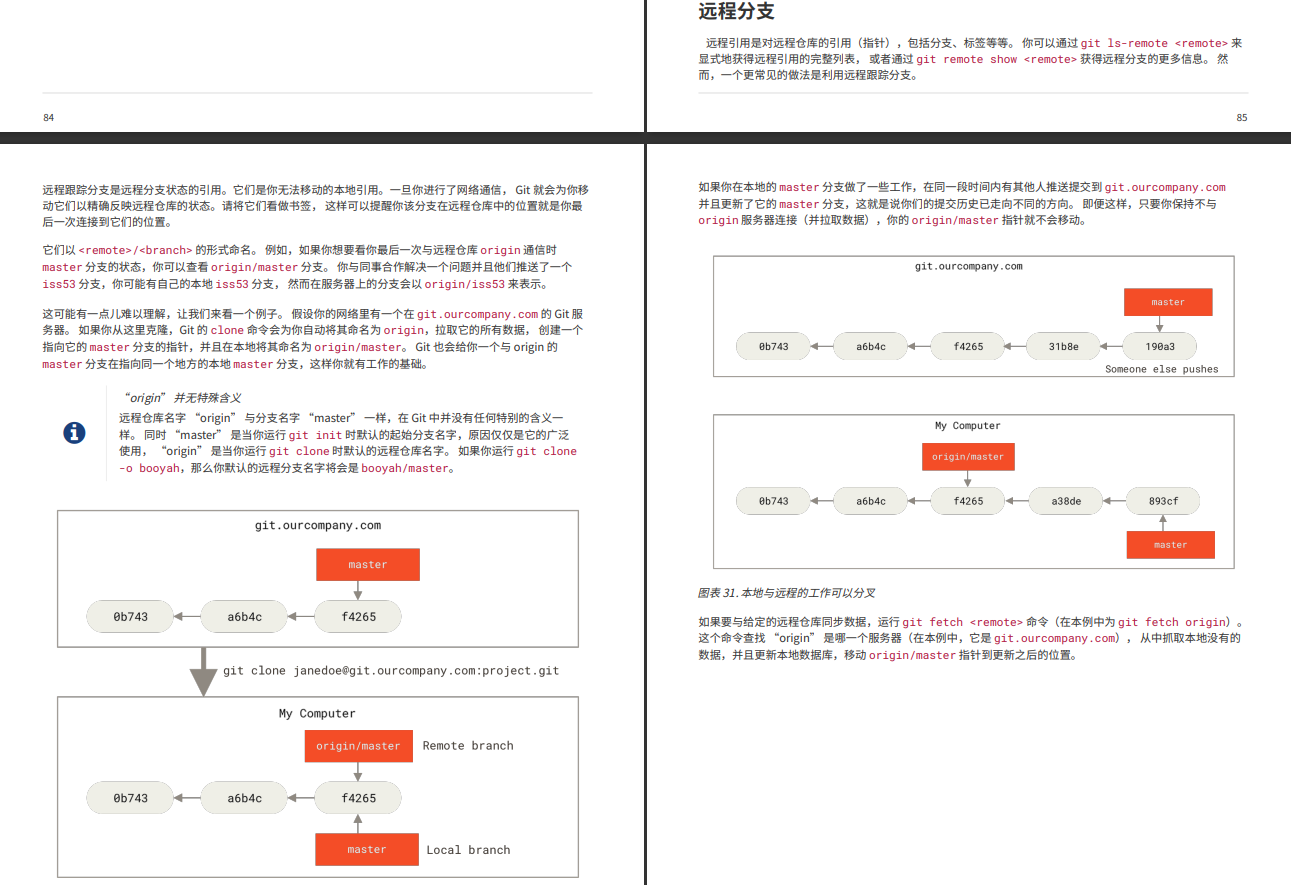 84
远程分支
远程引用是对远程仓库的引用（指针），包括分支、标签等等。 你可以通过 git ls-remote <remote> 来
显式地获得远程引用的完整列表， 或者通过 git remote show <remote> 获得远程分支的更多信息。 然
而，一个更常见的做法是利用远程跟踪分支。
85
远程跟踪分支是远程分支状态的引用。它们是你无法移动的本地引用。一旦你进行了网络通信， Git 就会为你移
动它们以精确反映远程仓库的状态。请将它们看做书签， 这样可以提醒你该分支在远程仓库中的位置就是你最
后一次连接到它们的位置。
它们以 <remote>/<branch> 的形式命名。 例如，如果你想要看你最后一次与远程仓库 origin 通信时
master 分支的状态，你可以查看 origin/master 分支。 你与同事合作解决一个问题并且他们推送了一个
iss53 分支，你可能有自己的本地 iss53 分支， 然而在服务器上的分支会以 origin/iss53 来表示。
这可能有一点儿难以理解，让我们来看一个例子。 假设你的网络里有一个在 git.ourcompany.com 的 Git 服
务器。 如果你从这里克隆，Git 的 clone 命令会为你自动将其命名为 origin，拉取它的所有数据， 创建一个
指向它的 master 分支的指针，并且在本地将其命名为 origin/master。 Git 也会给你一个与 origin 的
master 分支在指向同一个地方的本地 master 分支，这样你就有工作的基础。
“origin” 并无特殊含义
远程仓库名字 “origin” 与分支名字 “master” 一样，在 Git 中并没有任何特别的含义一
样。 同时 “master” 是当你运行 git init 时默认的起始分支名字，原因仅仅是它的广泛
使用， “origin” 是当你运行 git clone 时默认的远程仓库名字。 如果你运行 git clone
-o booyah，那么你默认的远程分支名字将会是 booyah/master。
git.ourcompany.com
master
0b743 a6b4c f4265
git clone janedoe@git.ourcompany.com:project.git
My Computer
origin/master Remote branch
0b743 a6b4c f4265
master Local branch
如果你在本地的 master 分支做了一些工作，在同一段时间内有其他人推送提交到 git.ourcompany.com
并且更新了它的 master 分支，这就是说你们的提交历史已走向不同的方向。 即便这样，只要你保持不与
origin 服务器连接（并拉取数据），你的 origin/master 指针就不会移动。
git.ourcompany.com
master
0b743 a6b4c f4265 31b8e 190a3
Someone else pushes
My Computer
origin/master
0b743 a6b4c f4265 a38de 893cf
master
图表 31. 本地与远程的工作可以分叉
如果要与给定的远程仓库同步数据，运行 git fetch <remote> 命令（在本例中为 git fetch origin）。
这个命令查找 “origin” 是哪一个服务器（在本例中，它是 git.ourcompany.com）， 从中抓取本地没有的
数据，并且更新本地数据库，移动 origin/master 指针到更新之后的位置。